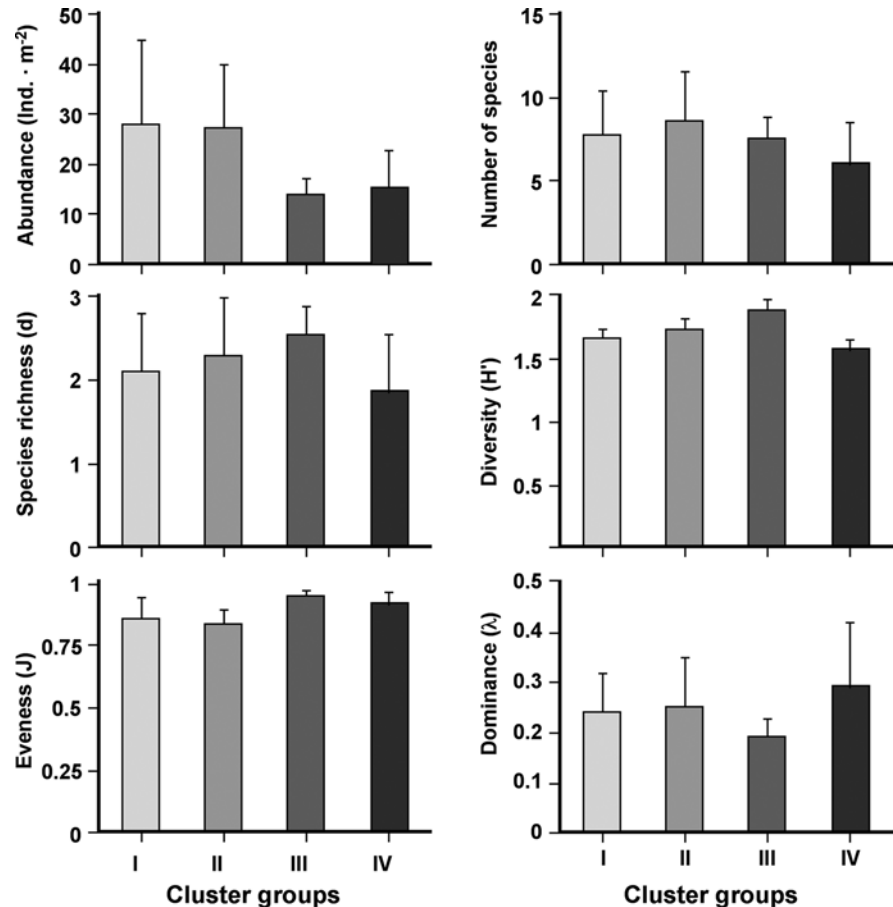 Abundance (Ind. · m⁻²)
50
40
30
20
10
0
Number of species
15
10
5
0
Species richness (d)
3
2
1
0
Diversity (H')
2
1.5
1
0.5
Eveness (J)
1
0.75
0.5
0.25
0
Dominance (λ)
0.5
0.4
0.3
0.2
0.1
0
I II III IV
Cluster groups
I II III IV
Cluster groups